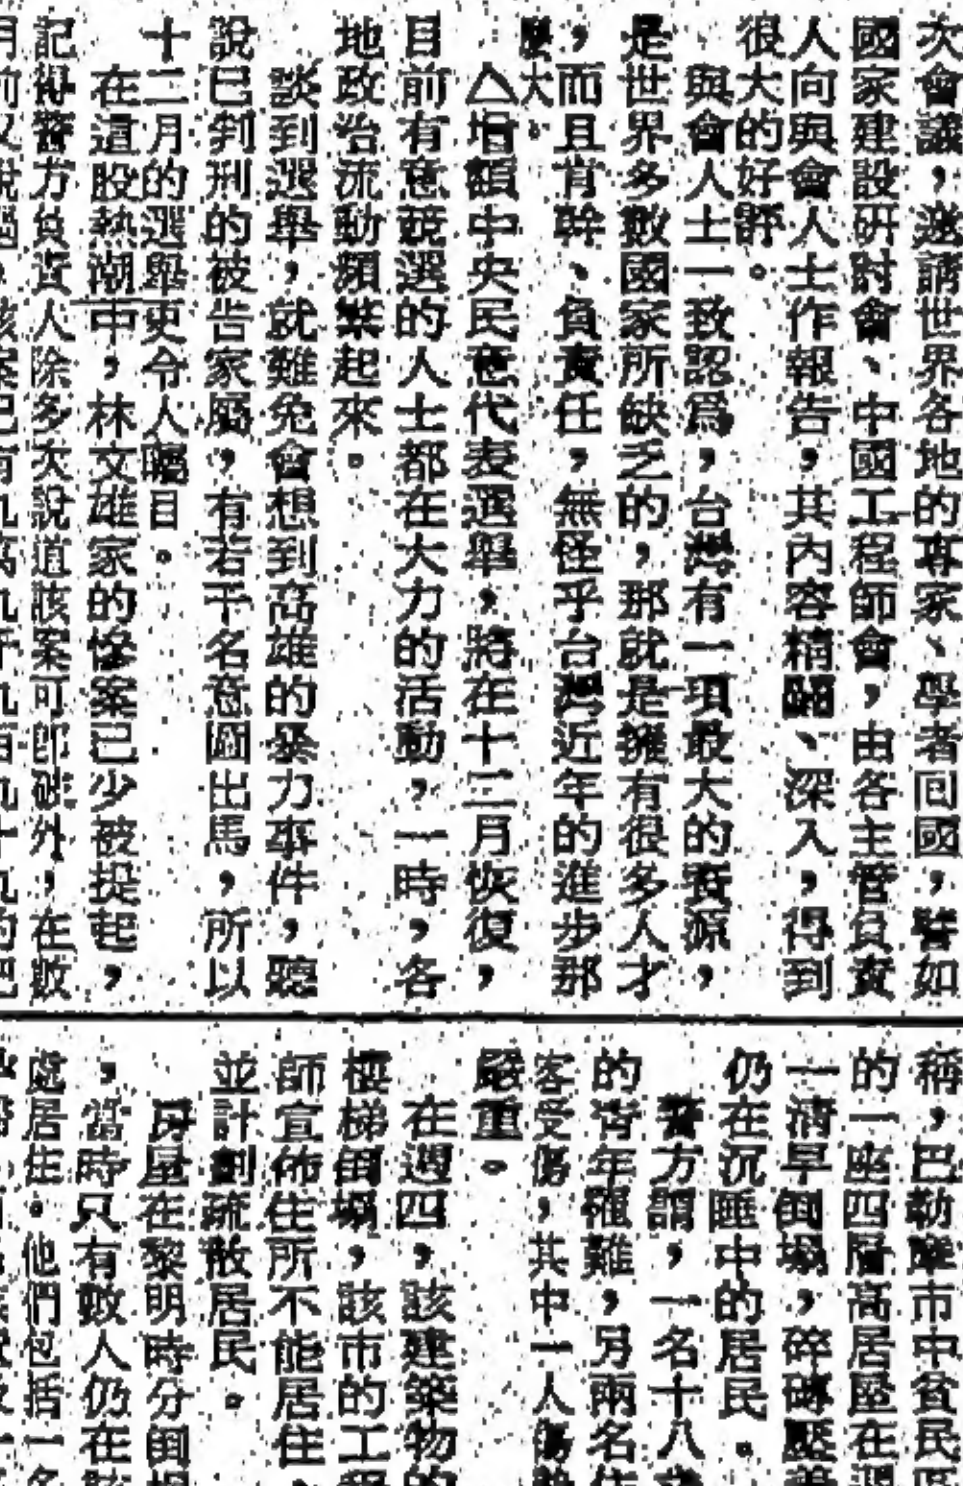 次會議，邀請世界各地的專家、學者回國，譬如
國家建設研討會、中國工程師會，由各主管負責
人向與會人士作報告，其內容精闢、深入，得到
很大的好評。
與會人士一致認爲，台灣有一項最大的資源，
是世界多數國家所缺乏的，那就是擁有很多人才
，而且肯幹、負責任，無怪乎台灣近年的進步那
麼大。
△增額中央民意代表選舉，將在十二月恢復，
目前有意競選的人士都在大力的活動，一時，各
地政治流動頻繁起來。
談到選舉，就難免會想到高雄的暴力事件，聽
說已判刑的被告家屬，有若干名意圖出馬，所以
十二月的選舉更令人矚目。
在這股熱潮中，林文雄家的慘案已少被提起，
記得警方負責人除多次說道該案可卽破外，在數
稱，巴勒摩市中貧民區
的一座四層高居屋在週
一清早倒塌，碎磚壓着
仍在沉睡中的居民。
警方謂，一名十八歲
的青年罹難，另兩名住
客受傷，其中一人傷勢
嚴重。
在週四，該建築物的
樓梯倒塌，該市的工程
師宣佈住所不能居住，
並計劃疏散居民。
房屋在黎明時分倒塌
，當時只有數人仍在該
處居住。他們包括一名